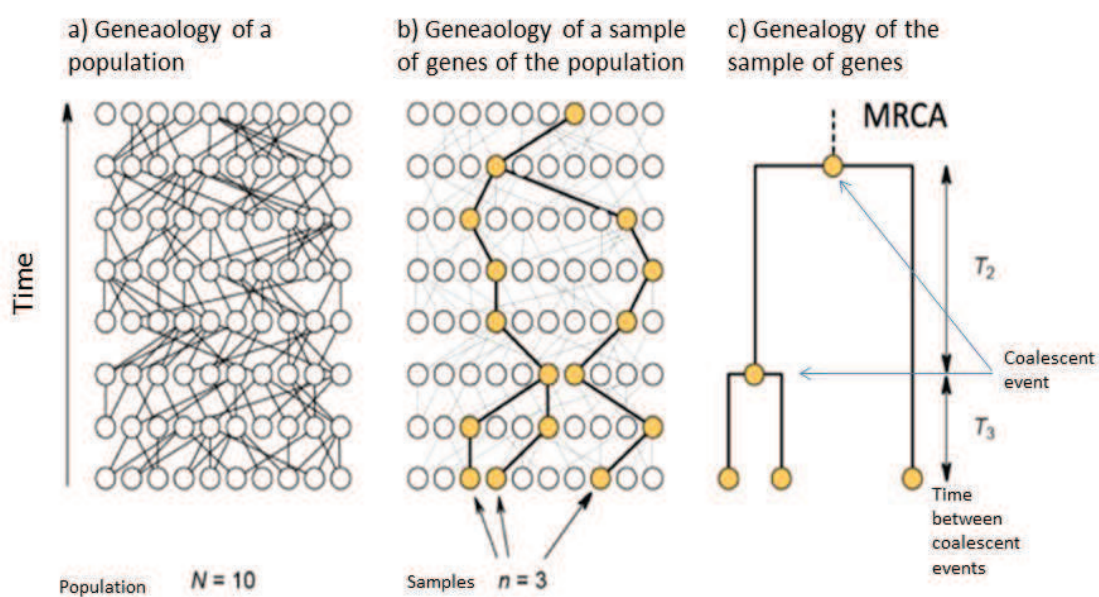 a) Geneaology of a
population
b) Geneaology of a sample
of genes of the population
c) Genealogy of the
sample of genes
MRCA
Time
T2
Coalescent
event
T3
Time
between
coalescent
events
Population N = 10
Samples n = 3